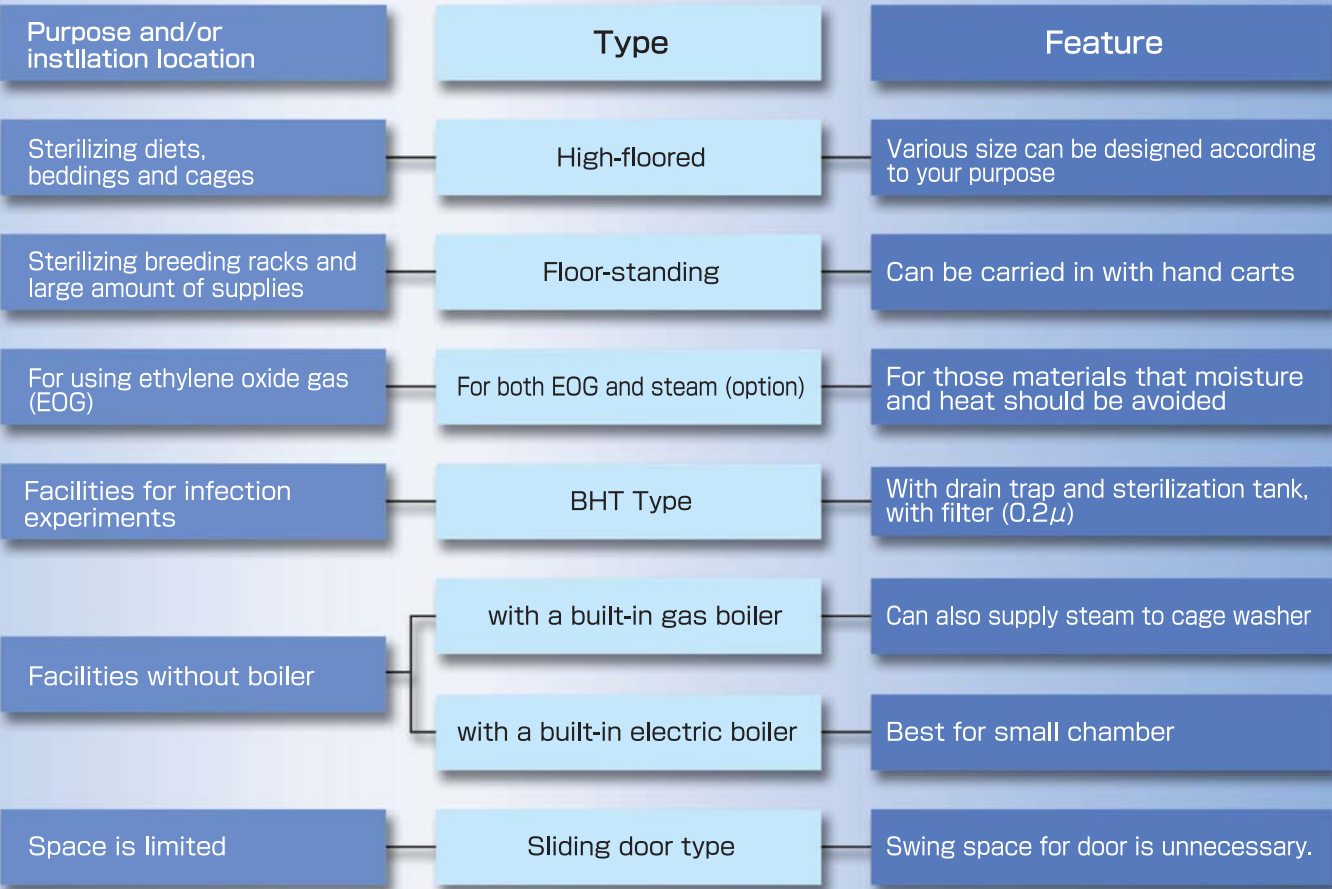 Purpose and/or
instllation location
Type
Feature
Sterilizing diets,
beddings and cages
High-floored
Various size can be designed according
to your purpose
Sterilizing breeding racks and
large amount of supplies
Floor-standing
Can be carried in with hand carts
For using ethylene oxide gas
(EOG)
For both EOG and steam (option)
For those materials that moisture
and heat should be avoided
Facilities for infection
experiments
BHT Type
With drain trap and sterilization tank,
with filter (0.2μ)
Facilities without boiler
with a built-in gas boiler
Can also supply steam to cage washer
with a built-in electric boiler
Best for small chamber
Space is limited
Sliding door type
Swing space for door is unnecessary.